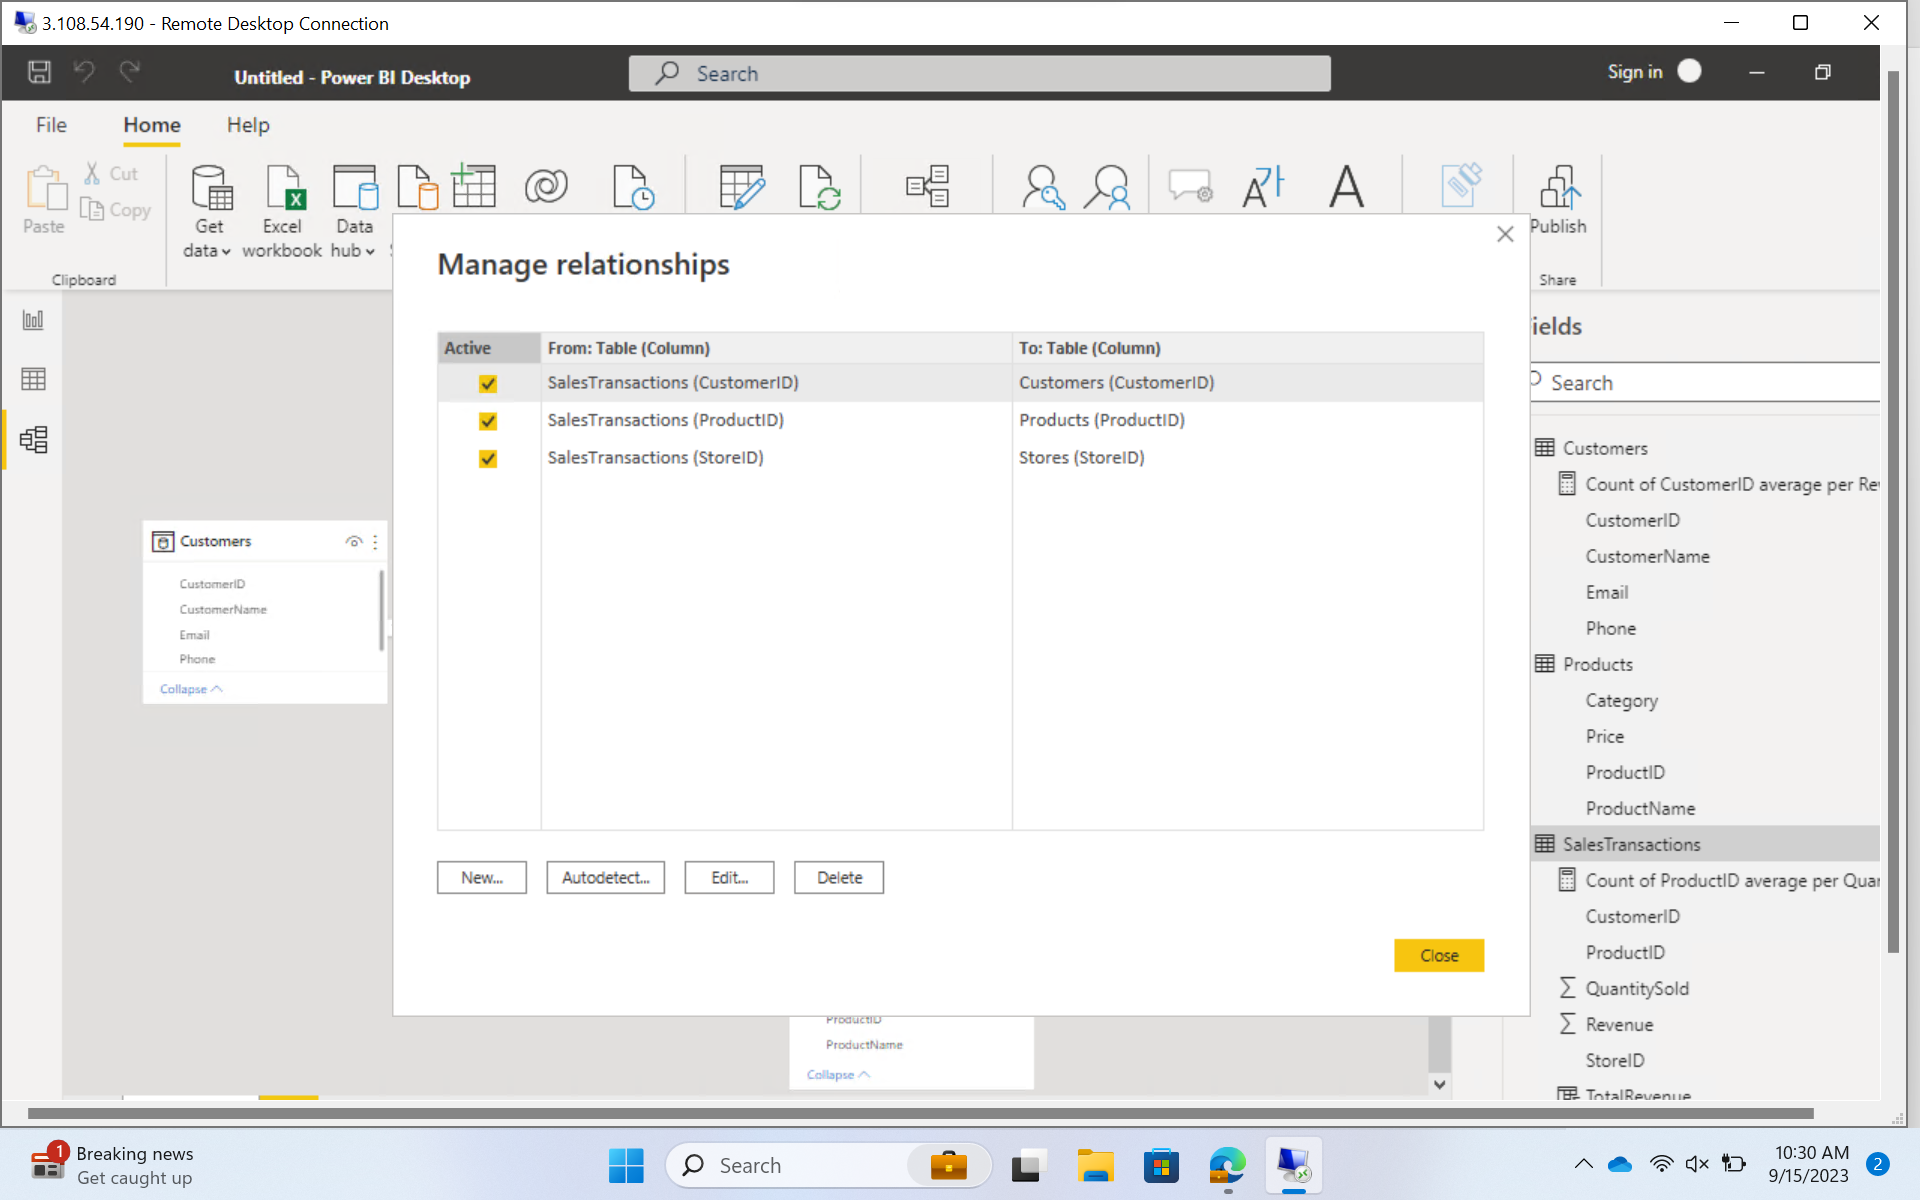 3.108.54.190 - Remote Desktop Connection
Untitled - Power BI Desktop
Search
Sign in
File
Home
Help
Paste
Cut
Copy
Clipboard
Get
data
Excel
workbook
Data
hub
Publish
Share
Manage relationships
Active
From: Table (Column)
To: Table (Column)
SalesTransactions (CustomerID)
Customers (CustomerID)
SalesTransactions (ProductID)
Products (ProductID)
SalesTransactions (StoreID)
Stores (StoreID)
New...
Autodetect...
Edit...
Delete
Close
Customers
CustomerID
CustomerName
Email
Phone
Collapse
ProductID
ProductName
Collapse
ields
Search
Customers
Count of CustomerID average per Re
CustomerID
CustomerName
Email
Phone
Products
Category
Price
ProductID
ProductName
SalesTransactions
Count of ProductID average per Qua
CustomerID
ProductID
QuantitySold
Revenue
StoreID
TotalRevenue
1
Breaking news
Get caught up
Search
10:30 AM
9/15/2023
2